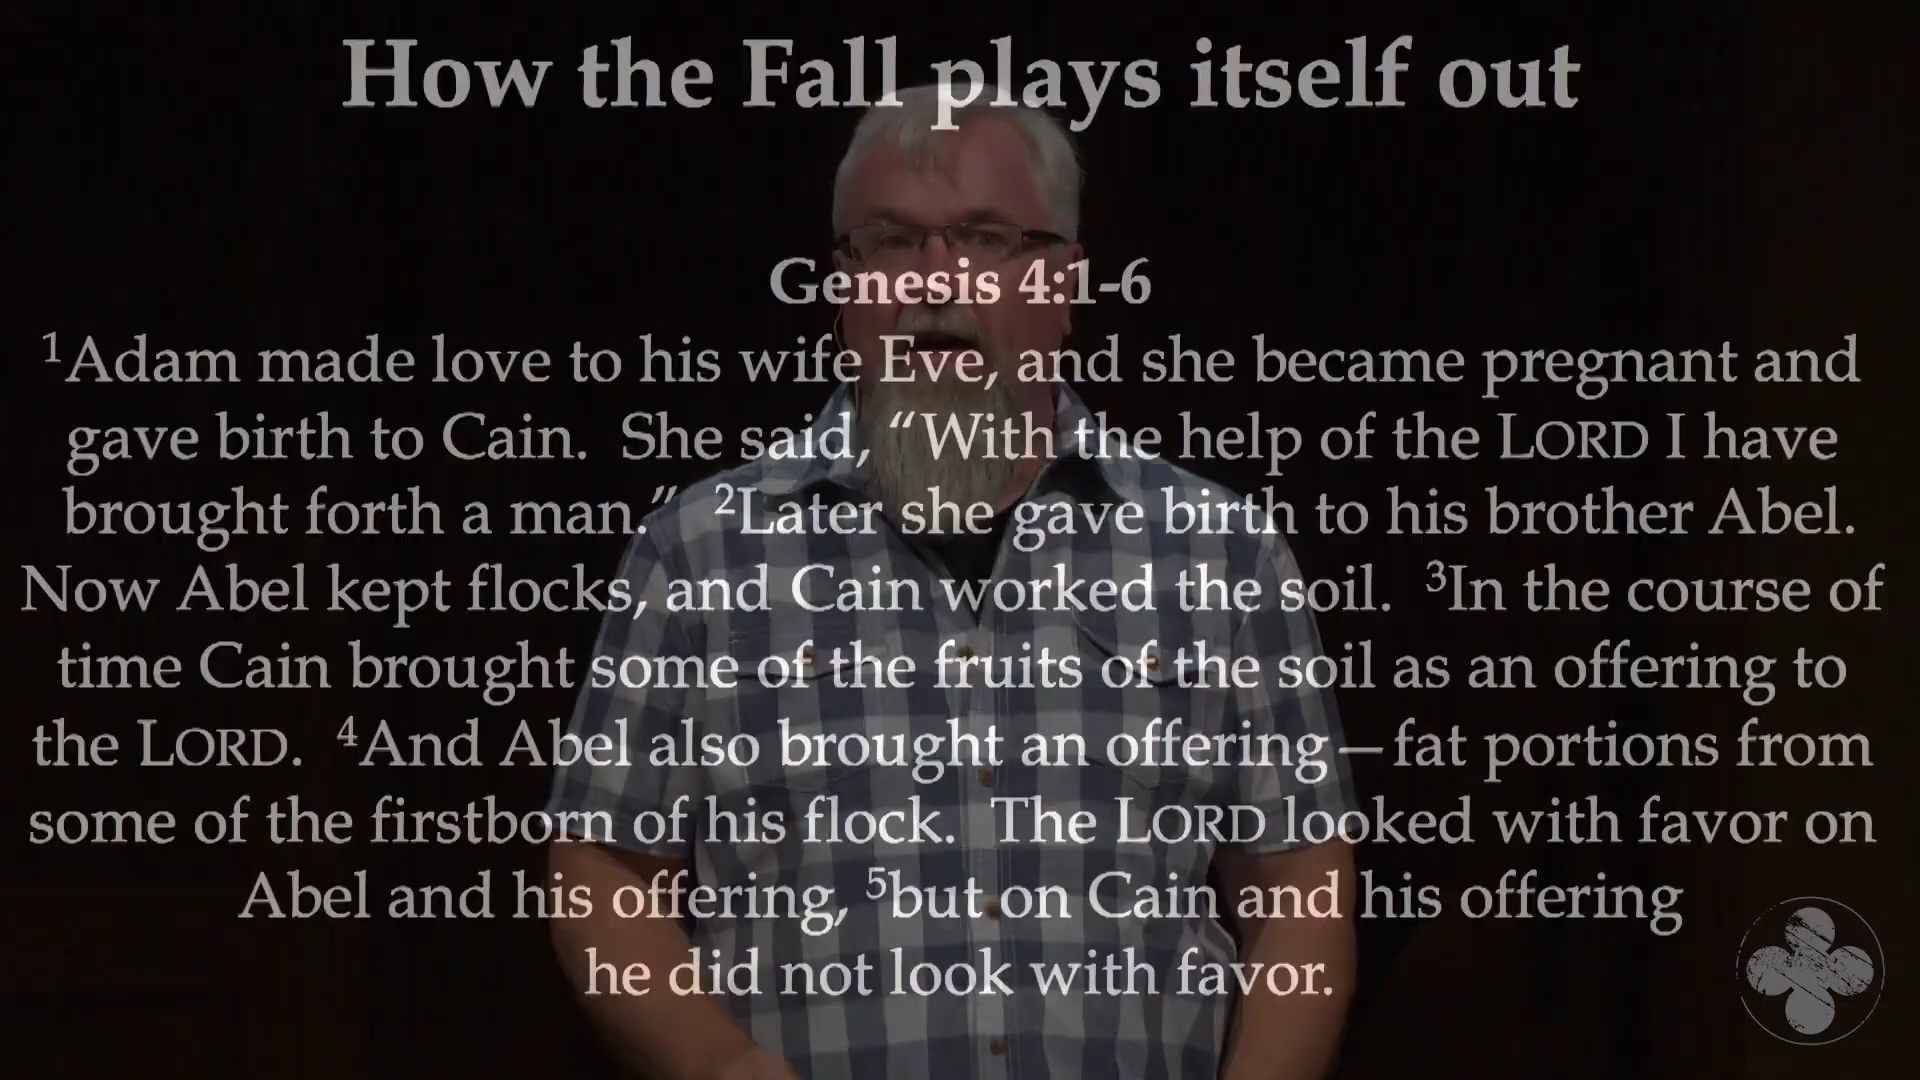 How the Fall plays itself out
Genesis 4:1-6
¹Adam made love to his wife Eve, and she became pregnant and
gave birth to Cain.  She said, “With the help of the LORD I have
brought forth a man.”  ²Later she gave birth to his brother Abel.
Now Abel kept flocks, and Cain worked the soil.  ³In the course of
time Cain brought some of the fruits of the soil as an offering to
the LORD.  ⁴And Abel also brought an offering—fat portions from
some of the firstborn of his flock.  The LORD looked with favor on
Abel and his offering, ⁵but on Cain and his offering
he did not look with favor.